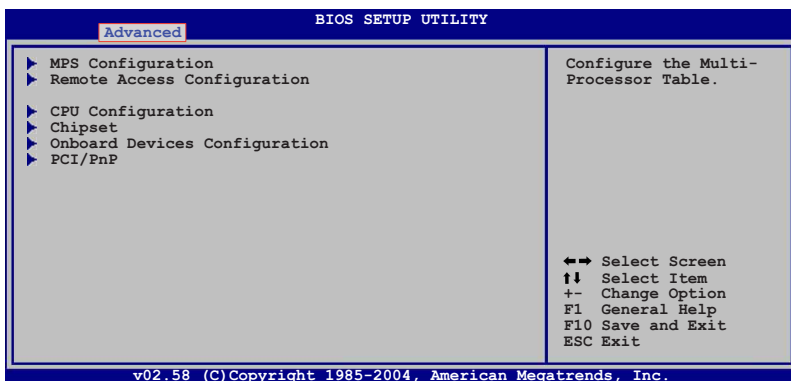 BIOS SETUP UTILITY
Advanced
MPS Configuration
Remote Access Configuration
CPU Configuration
Chipset
Onboard Devices Configuration
PCI/PnP
Configure the Multi-
Processor Table.
←→ Select Screen
↑↓ Select Item
+- Change Option
F1 General Help
F10 Save and Exit
ESC Exit
v02.58 (C)Copyright 1985-2004, American Megatrends, Inc.